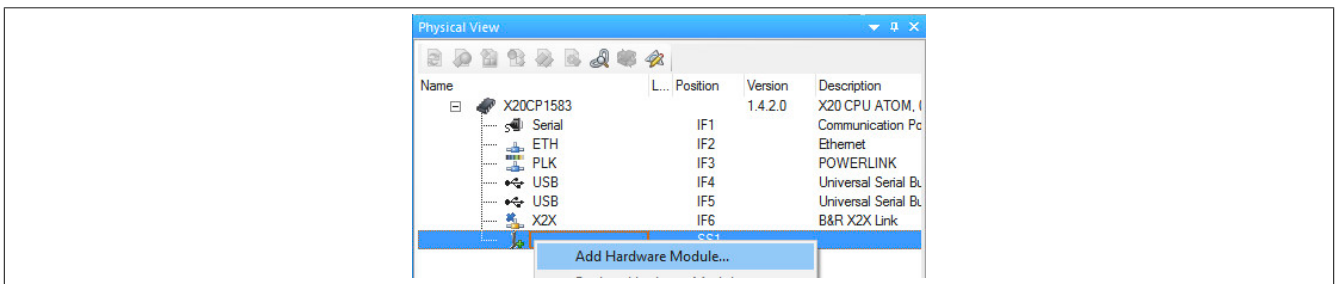 Physical View
Name L... Position Version Description
X20CP1583 1.4.2.0 X20 CPU ATOM, (
Serial IF1 Communication Po
ETH IF2 Ethernet
PLK IF3 POWERLINK
USB IF4 Universal Serial Bu
USB IF5 Universal Serial Bu
X2X IF6 B&R X2X Link
SS1
Add Hardware Module...